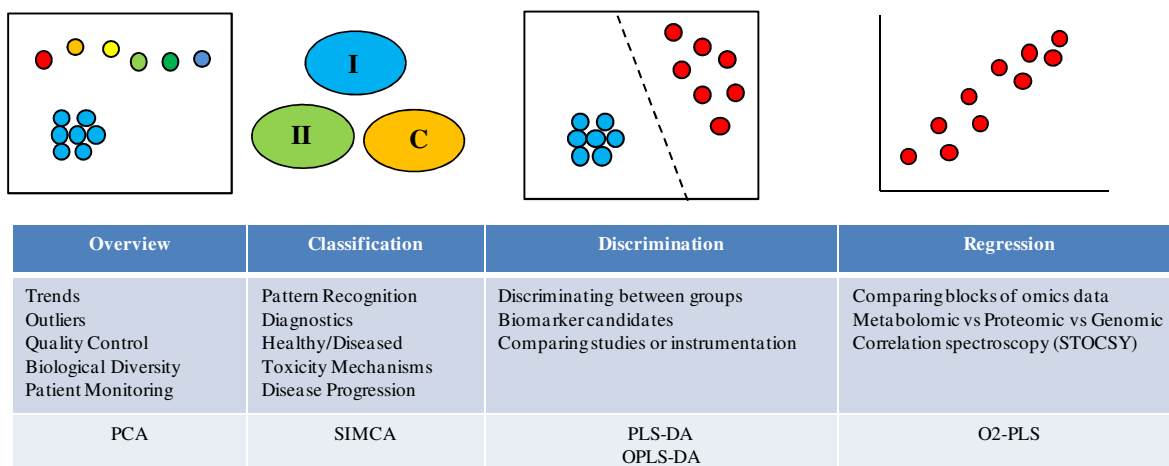 I
II
C
Overview
Classification
Discrimination
Regression
Trends
Outliers
Quality Control
Biological Diversity
Patient Monitoring
Pattern Recognition
Diagnostics
Healthy/Diseased
Toxicity Mechanisms
Disease Progression
Discriminating between groups
Biomarker candidates
Comparing studies or instrumentation
Comparing blocks of omics data
Metabolomic vs Proteomic vs Genomic
Correlation spectroscopy (STOCSY)
PCA
SIMCA
PLS-DA
OPLS-DA
O2-PLS